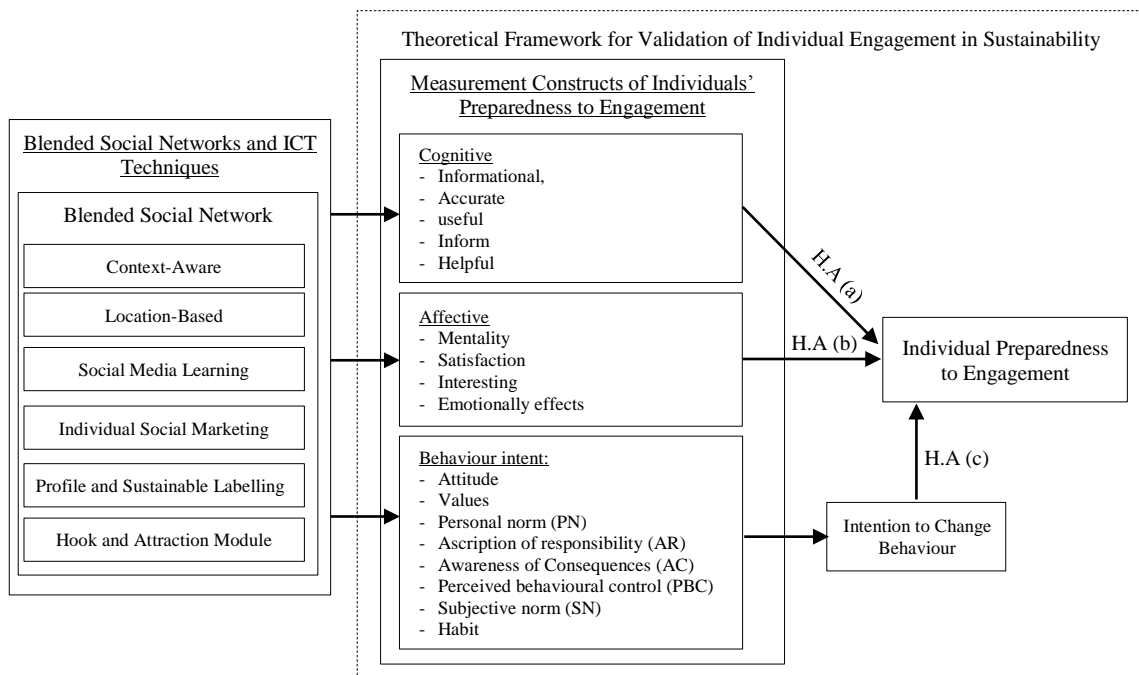 Theoretical Framework for Validation of Individual Engagement in Sustainability
Blended Social Networks and ICT
Techniques
Blended Social Network
Context-Aware
Location-Based
Social Media Learning
Individual Social Marketing
Profile and Sustainable Labelling
Hook and Attraction Module
Measurement Constructs of Individuals’
Preparedness to Engagement
Cognitive
- Informational,
- Accurate
- useful
- Inform
- Helpful
Affective
- Mentality
- Satisfaction
- Interesting
- Emotionally effects
Behaviour intent:
- Attitude
- Values
- Personal norm (PN)
- Ascription of responsibility (AR)
- Awareness of Consequences (AC)
- Perceived behavioural control (PBC)
- Subjective norm (SN)
- Habit
H.A (a)
H.A (b)
Individual Preparedness
to Engagement
H.A (c)
Intention to Change
Behaviour